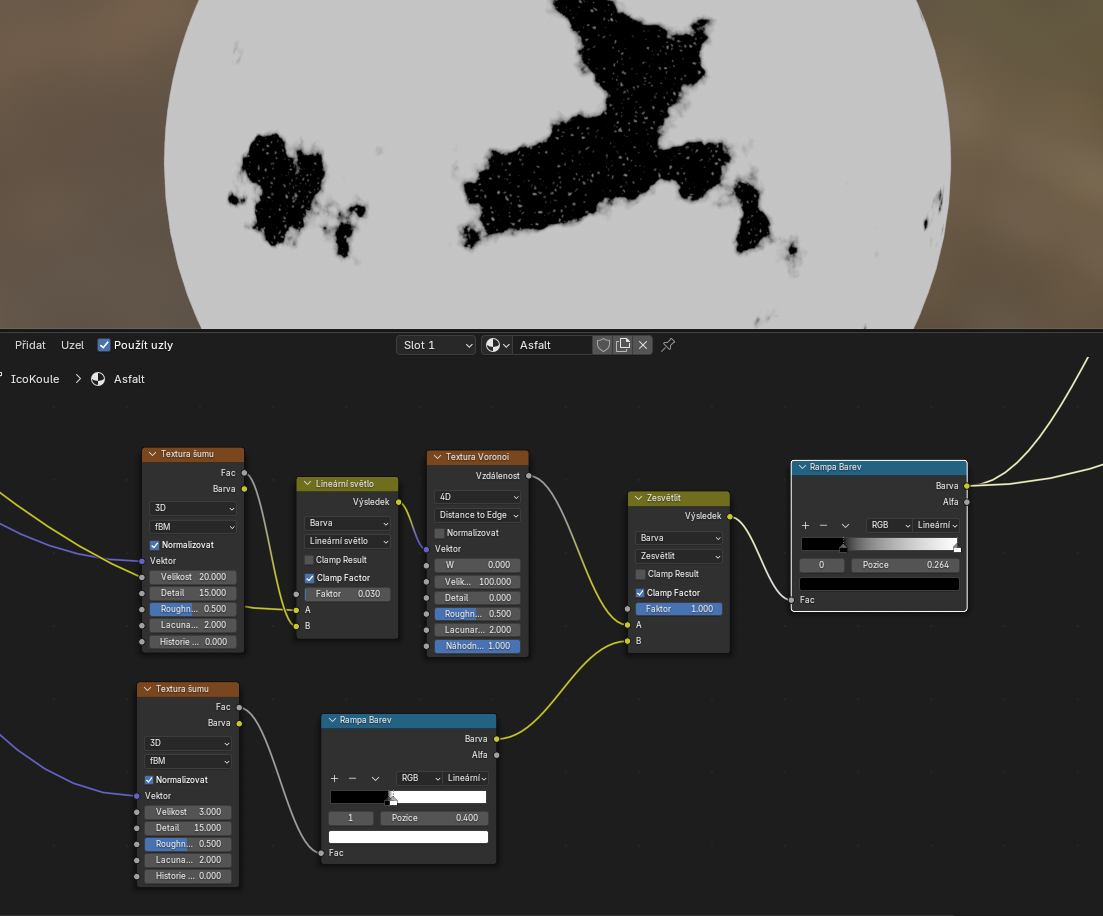 Přidat Uzel Použít uzly Slot 1 Asfalt
IcoKoule > Asfalt
Textura šumu
Fac
Barva
3D
fBM
Normalizovat
Vektor
Velikost 20.000
Detail 15.000
Roughn... 0.500
Lacuna... 2.000
Historie ... 0.000
Lineární světlo
Výsledek
Barva
Lineární světlo
Clamp Result
Clamp Factor
Faktor 0.030
A
B
Textura Voronoi
Vzdálenost
4D
Distance to Edge
Normalizovat
Vektor
W 0.000
Velik... 100.000
Detail 0.000
Roughn... 0.500
Lacunar... 2.000
Náhodn... 1.000
Zesvětlit
Výsledek
Barva
Zesvětlit
Clamp Result
Clamp Factor
Faktor 1.000
A
B
Rampa Barev
Barva
Alfa
+ − RGB Lineární
0 Pozice 0.264
Fac
Textura šumu
Fac
Barva
3D
fBM
Normalizovat
Vektor
Velikost 3.000
Detail 15.000
Roughn... 0.500
Lacuna... 2.000
Historie ... 0.000
Rampa Barev
Barva
Alfa
+ − RGB Lineární
1 Pozice 0.400
Fac